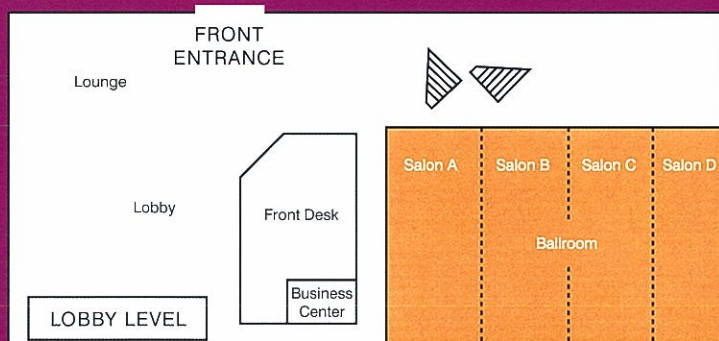 FRONT
ENTRANCE
Lounge
Salon A
Salon B
Salon C
Salon D
Lobby
Front Desk
Ballroom
Business
Center
LOBBY LEVEL